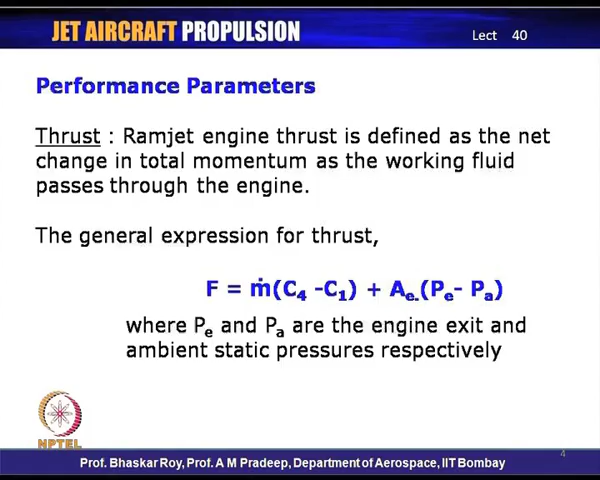 JET AIRCRAFT PROPULSION
Lect 40
Performance Parameters
Thrust : Ramjet engine thrust is defined as the net
change in total momentum as the working fluid
passes through the engine.
The general expression for thrust,
F = ṁ(C₄ -C₁) + Aₑ.(Pₑ- Pₐ)
where Pₑ and Pₐ are the engine exit and
ambient static pressures respectively
NPTEL
4
Prof. Bhaskar Roy, Prof. A M Pradeep, Department of Aerospace, IIT Bombay